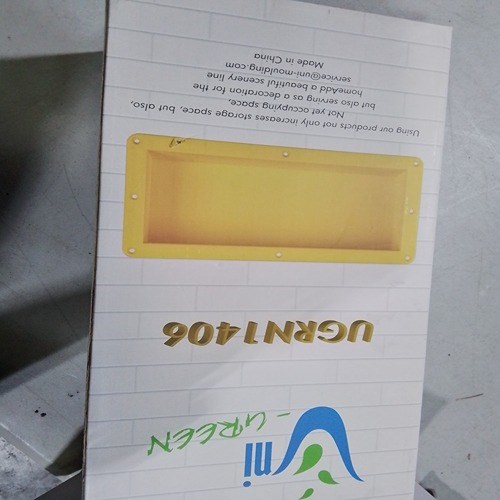 ni
- GREEN
UGRN1406
Using our products not only increases storage space, but also,
Not yet occupying space,
but also serving as a decoration for the
homeAdd a beautiful scenery line
service@uni-moulding.com
Made in China